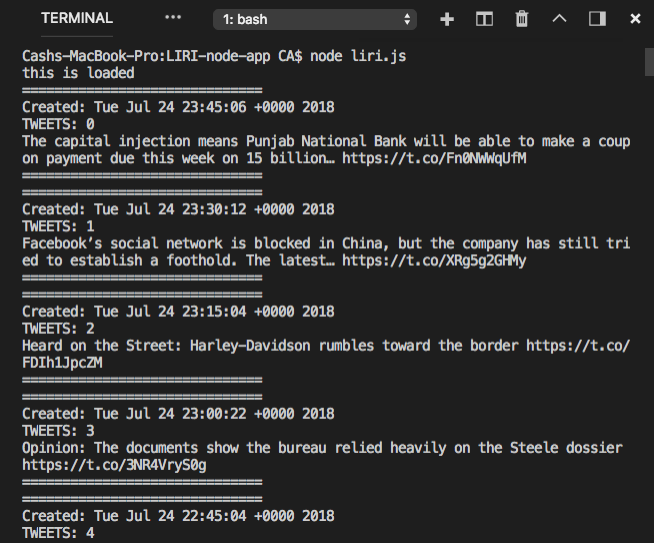 TERMINAL ••• 1: bash
Cashs-MacBook-Pro:LIRI-node-app CA$ node liri.js
this is loaded
==============================
Created: Tue Jul 24 23:45:06 +0000 2018
TWEETS: 0
The capital injection means Punjab National Bank will be able to make a coup
on payment due this week on 15 billion… https://t.co/Fn0NWWqUfM
==============================
==============================
Created: Tue Jul 24 23:30:12 +0000 2018
TWEETS: 1
Facebook’s social network is blocked in China, but the company has still tri
ed to establish a foothold. The latest… https://t.co/XRg5g2GHMy
==============================
==============================
Created: Tue Jul 24 23:15:04 +0000 2018
TWEETS: 2
Heard on the Street: Harley-Davidson rumbles toward the border https://t.co/
FDIh1JpcZM
==============================
==============================
Created: Tue Jul 24 23:00:22 +0000 2018
TWEETS: 3
Opinion: The documents show the bureau relied heavily on the Steele dossier
https://t.co/3NR4VryS0g
==============================
==============================
Created: Tue Jul 24 22:45:04 +0000 2018
TWEETS: 4